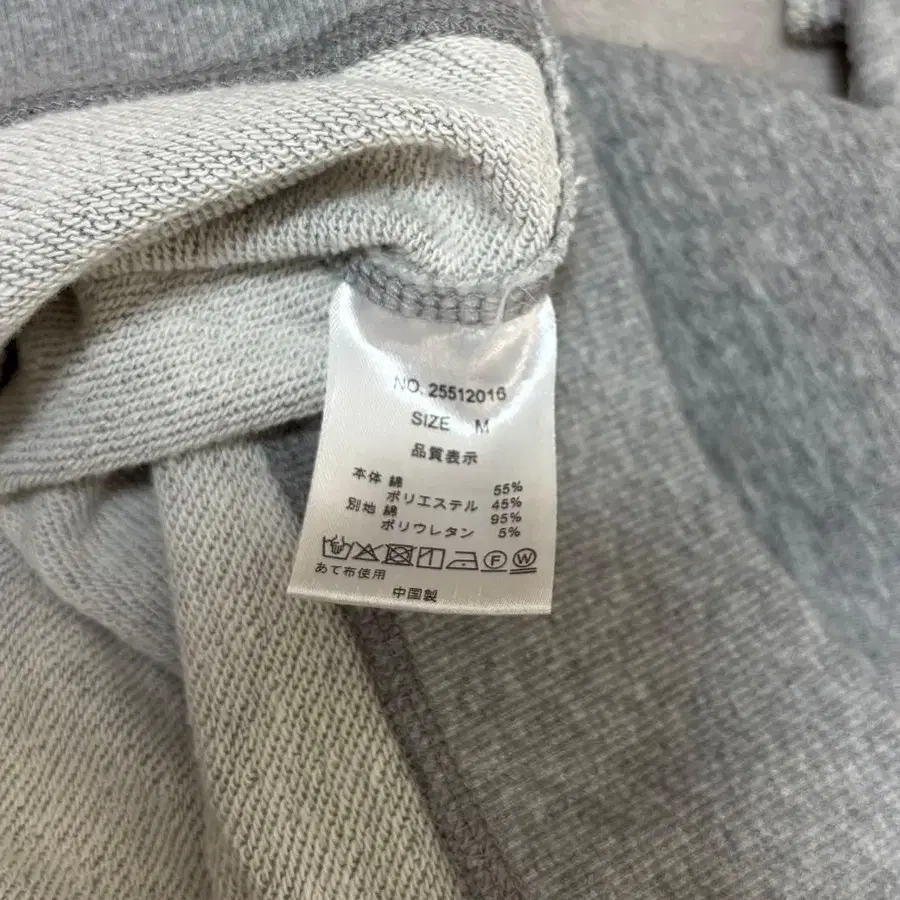 NO. 25512016
SIZE M
品質表示
本体 綿 55%
ポリエステル 45%
別地 綿 95%
ポリウレタン 5%
F W
あて布使用
中国製